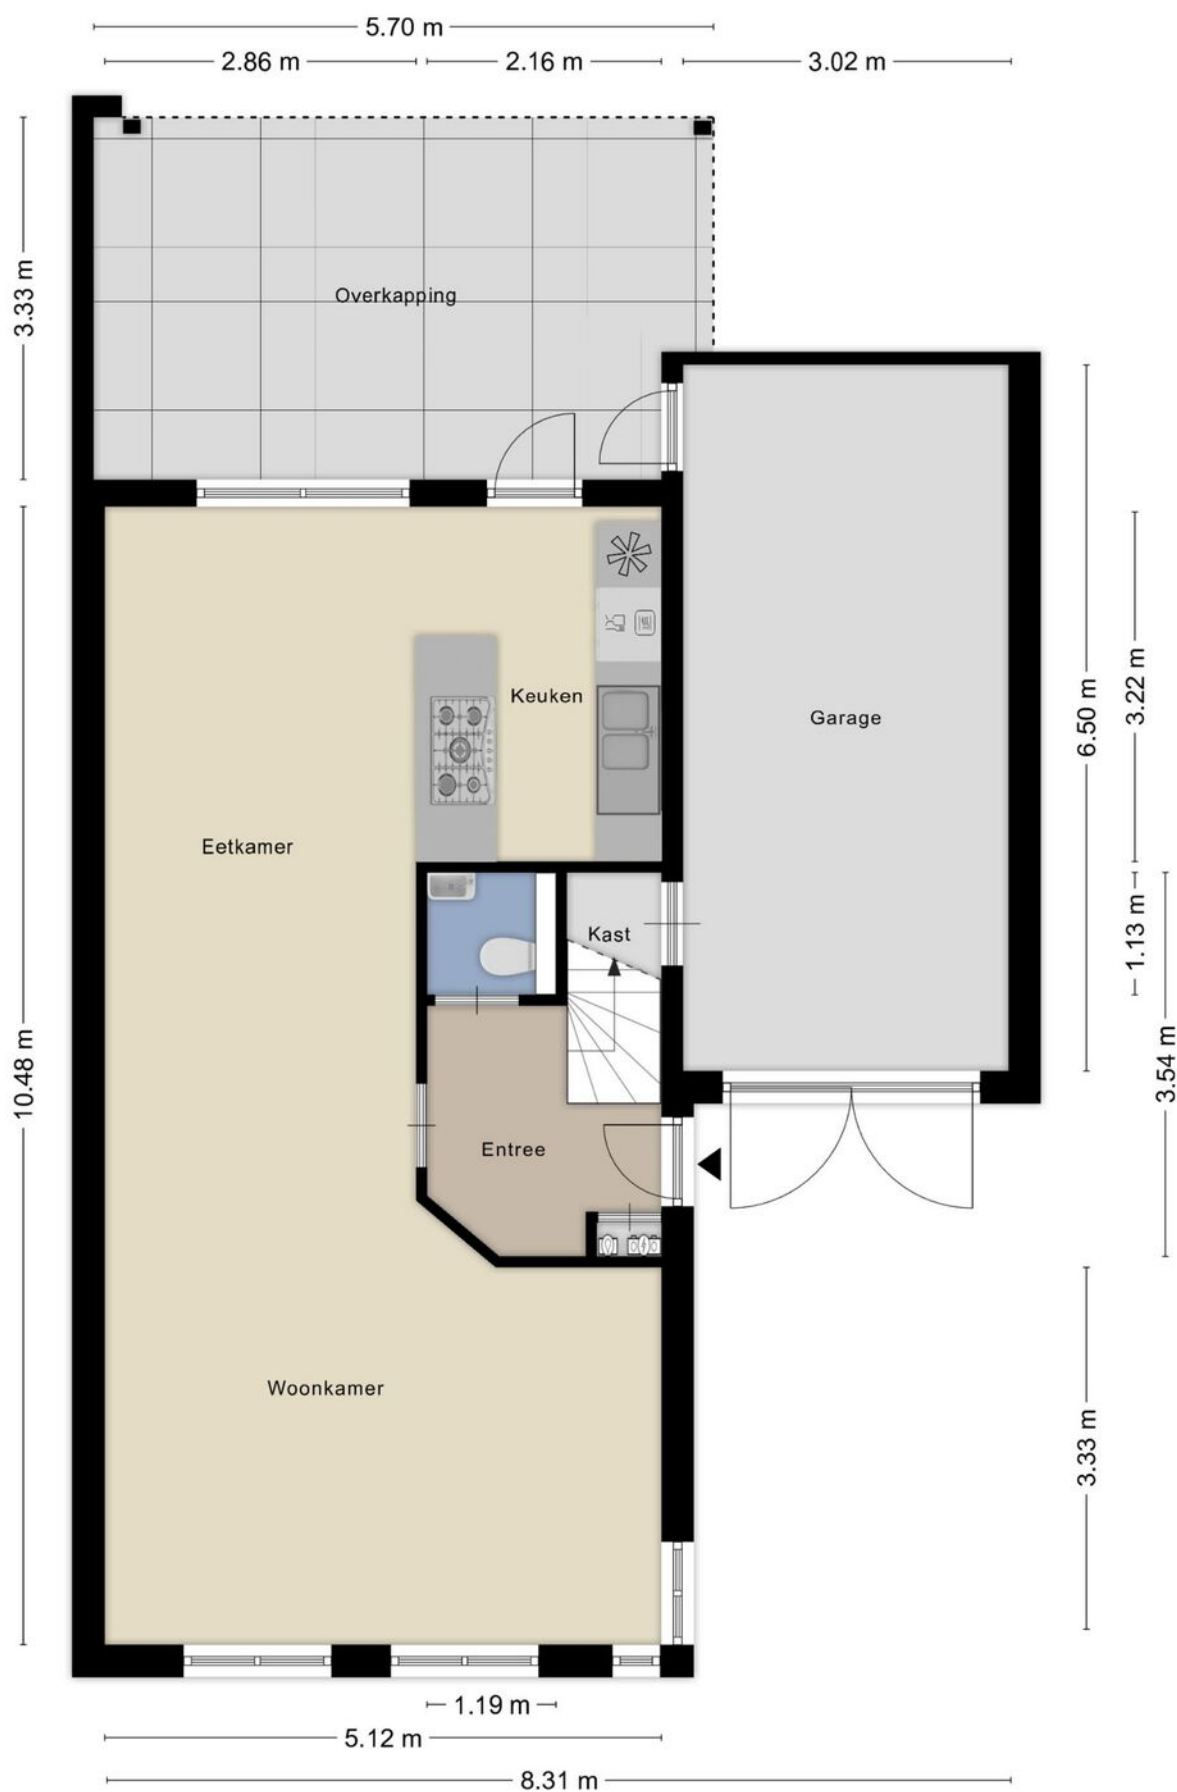 5.70 m
2.86 m
2.16 m
3.02 m
3.33 m
Overkapping
Keuken
Garage
6.50 m
3.22 m
Eetkamer
Kast
1.13 m
10.48 m
3.54 m
Entree
Woonkamer
3.33 m
1.19 m
5.12 m
8.31 m